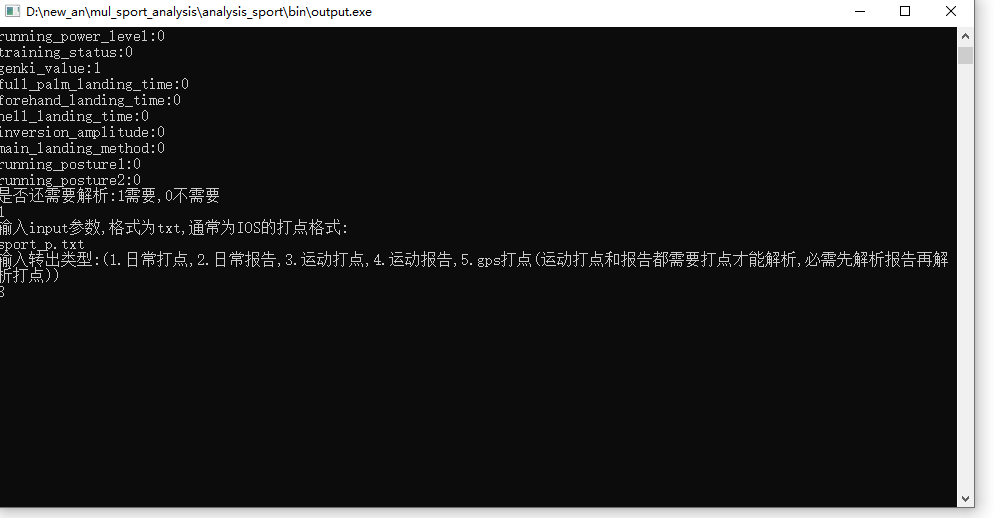 D:\new_an\mul_sport_analysis\analysis_sport\bin\output.exe
running_power_level:0
training_status:0
genki_value:1
full_palm_landing_time:0
forehand_landing_time:0
hell_landing_time:0
inversion_amplitude:0
main_landing_method:0
running_posture1:0
running_posture2:0
是否还需要解析:1需要,0不需要
1
输入input参数,格式为txt,通常为IOS的打点格式:
sport_p.txt
输入转出类型:(1.日常打点,2.日常报告,3.运动打点,4.运动报告,5.gps打点(运动打点和报告都需要打点才能解析,必需先解析报告再解
析打点))
3